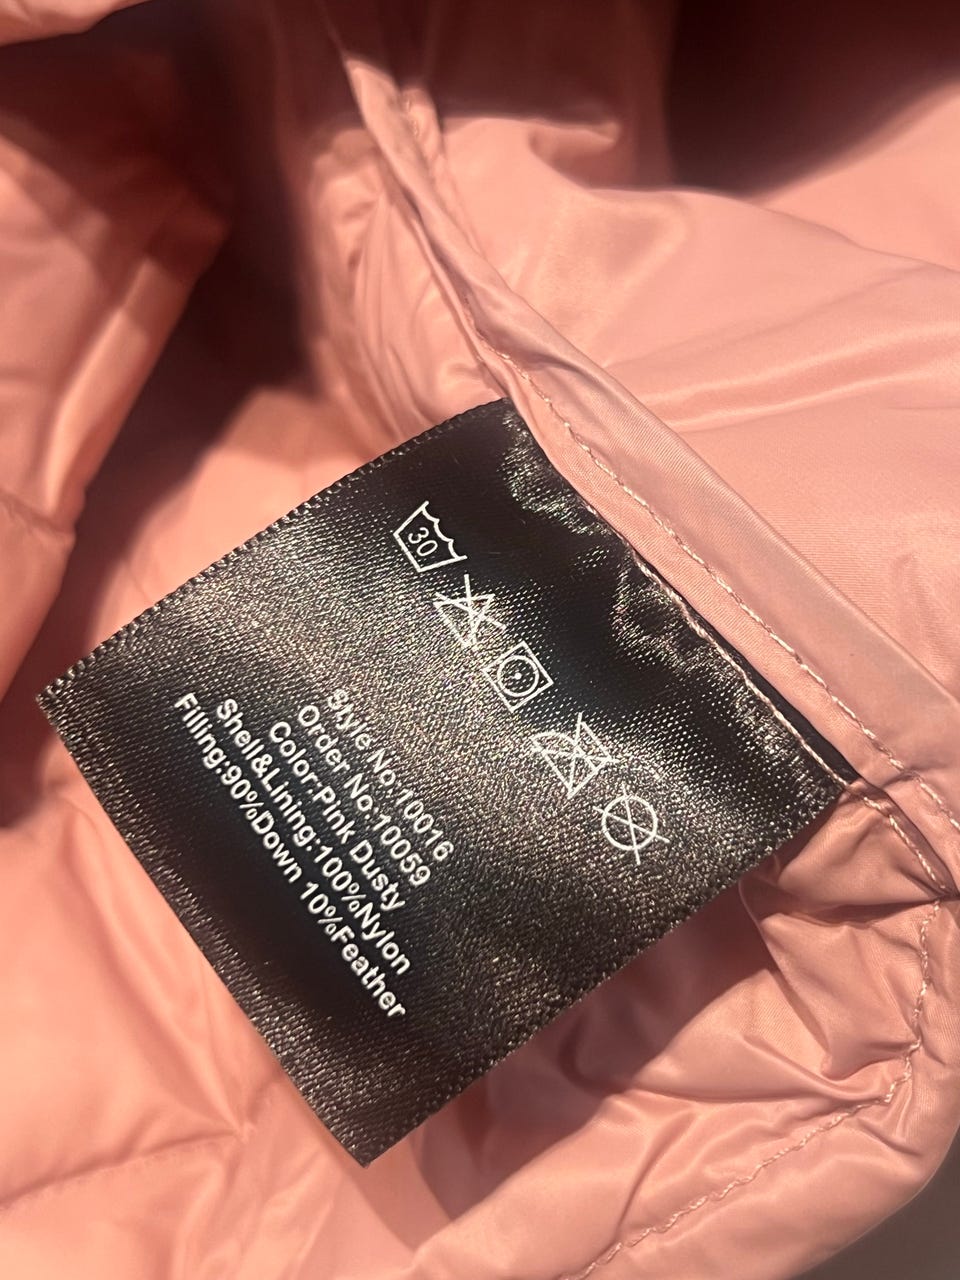 30
Style No:10016
Order No:10059
Color:Pink Dusty
Shell&Lining:100%Nylon
Filling:90%Down 10%Feather